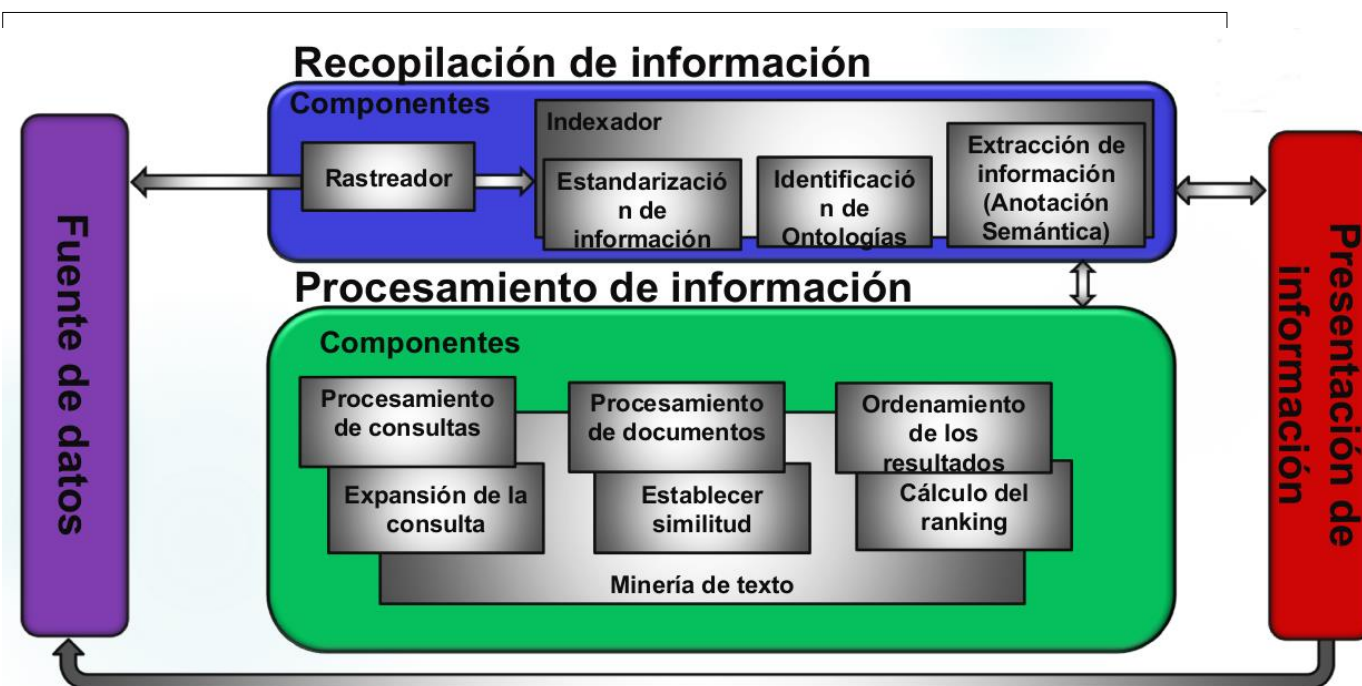 Recopilación de información
Componentes
Indexador
Rastreador
Estandarizació
n de
información
Identificació
n de
Ontologías
Extracción de
información
(Anotación
Semántica)
Fuente de datos
Procesamiento de información
Componentes
Procesamiento
de consultas
Expansión de la
consulta
Procesamiento
de documentos
Establecer
similitud
Ordenamiento
de los
resultados
Cálculo del
ranking
Minería de texto
Presentación de
información